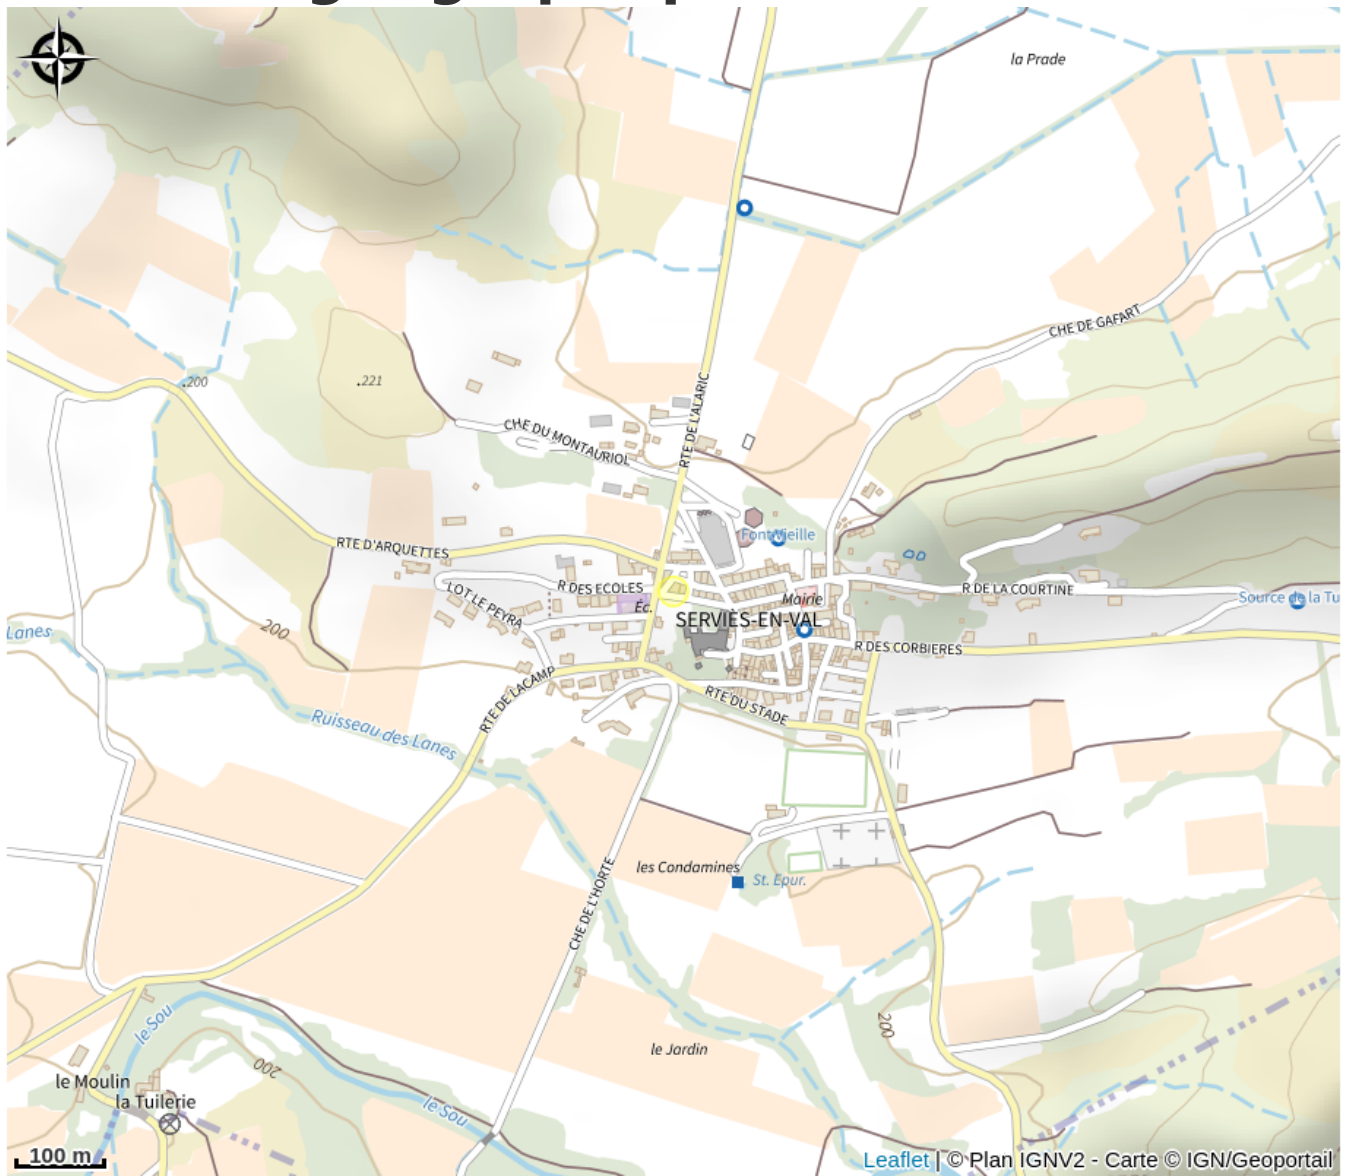 la Prade
CHE DE GAFART
.200
.221
RTE DE L'ALARIC
CHE DU MONTAURIOL
Font Vieille
RTE D'ARQUETTES
R DES ECOLES
LOT LE PEYRA
Éc.
Mairie
R DE LA COURTINE
Source de la Tu
SERVIÈS-EN-VAL
Lanes
200
R DES CORBIERES
RTE DE LACAMP
RTE DU STADE
Ruisseau des Lanes
les Condamines
St. Epur.
CHE DE L'HORTE
le Sou
200
le Jardin
200
le Moulin
la Tuilerie
le Sou
100 m
Leaflet | © Plan IGNV2 - Carte © IGN/Geoportail